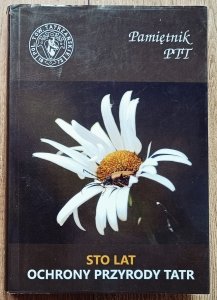 Pamiętnik
PTT
STO LAT
OCHRONY PRZYRODY TATR